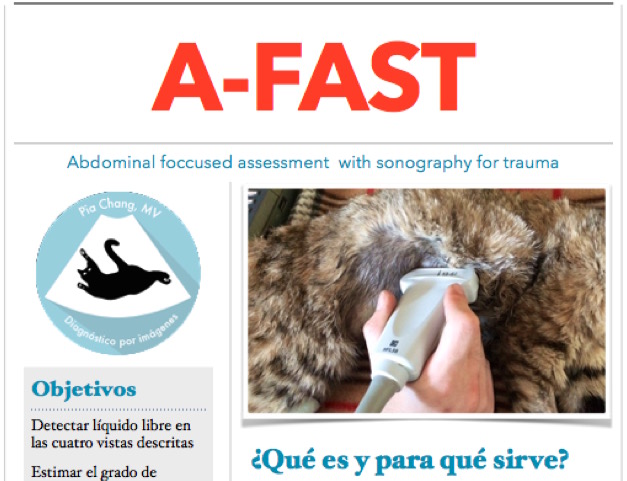 A-FAST
Abdominal foccused assessment with sonography for trauma
Pia Chang, MV
Diagnóstico por imágenes
Objetivos
Detectar líquido libre en
las cuatro vistas descritas
Estimar el grado de
¿Qué es y para qué sirve?